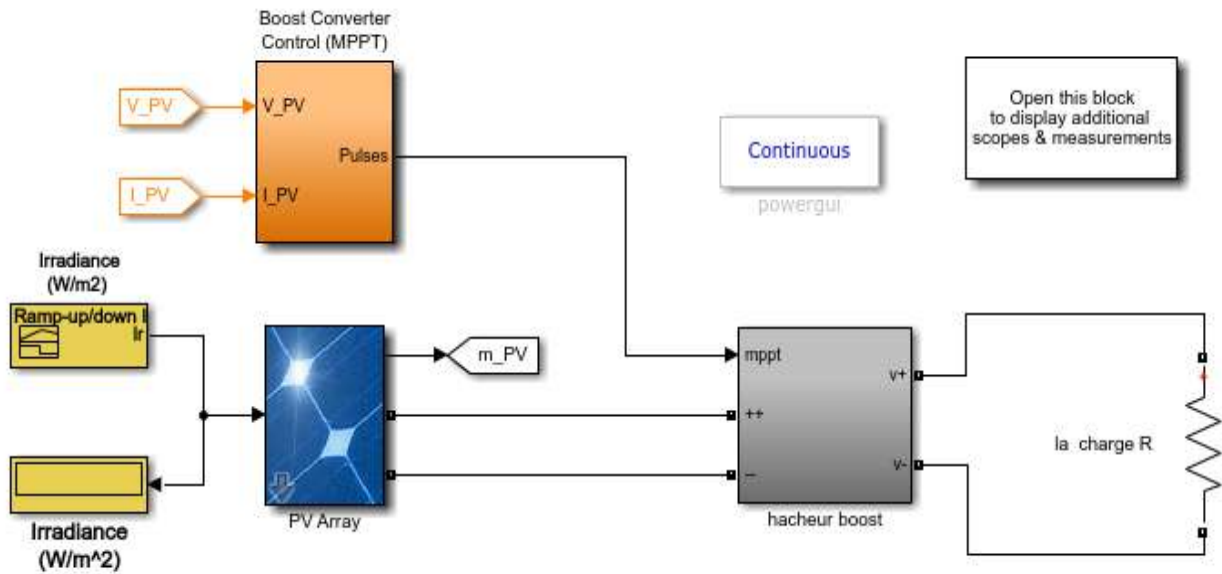 Boost Converter
Control (MPPT)
V_PV
V_PV
Pulses
I_PV
I_PV
Continuous
powergui
Open this block
to display additional
scopes & measurements
Irradiance
(W/m2)
Ramp-up/down I
Ir
m_PV
mppt
++
–
v+
v-
la charge R
PV Array
hacheur boost
Irradiance
(W/m^2)